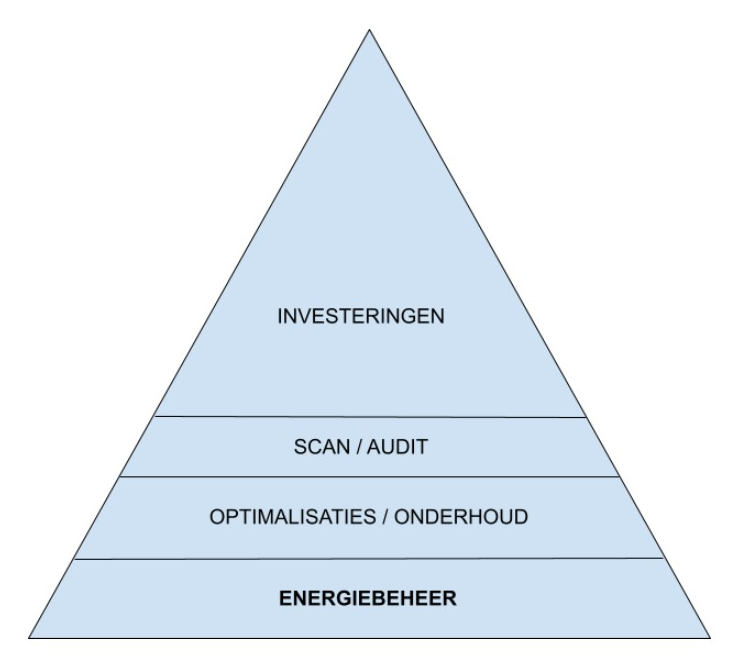 INVESTERINGEN
SCAN / AUDIT
OPTIMALISATIES / ONDERHOUD
ENERGIEBEHEER